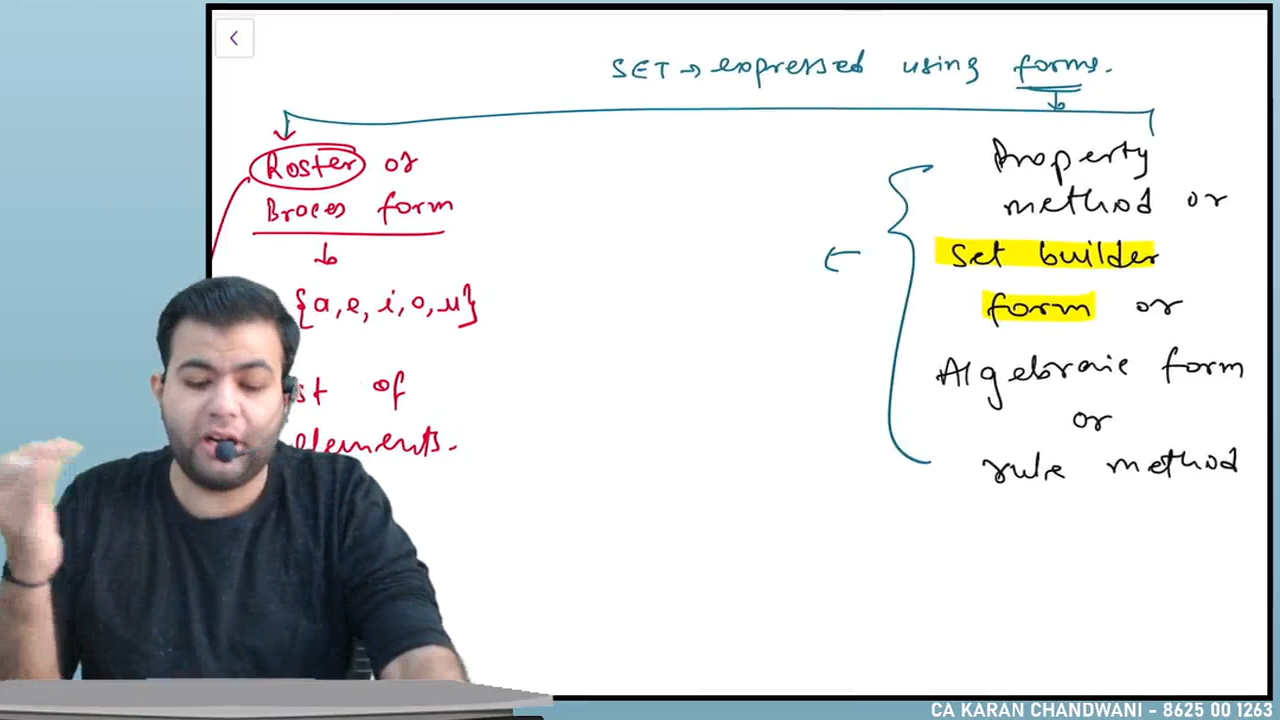 SET → expressed using forms.
Roster or
Braces form
{a, e, i, o, u}
of
elements.
Property
method or
Set builder
form or
Algebraic form
or
rule method
CA KARAN CHANDWANI - 8625 00 1263